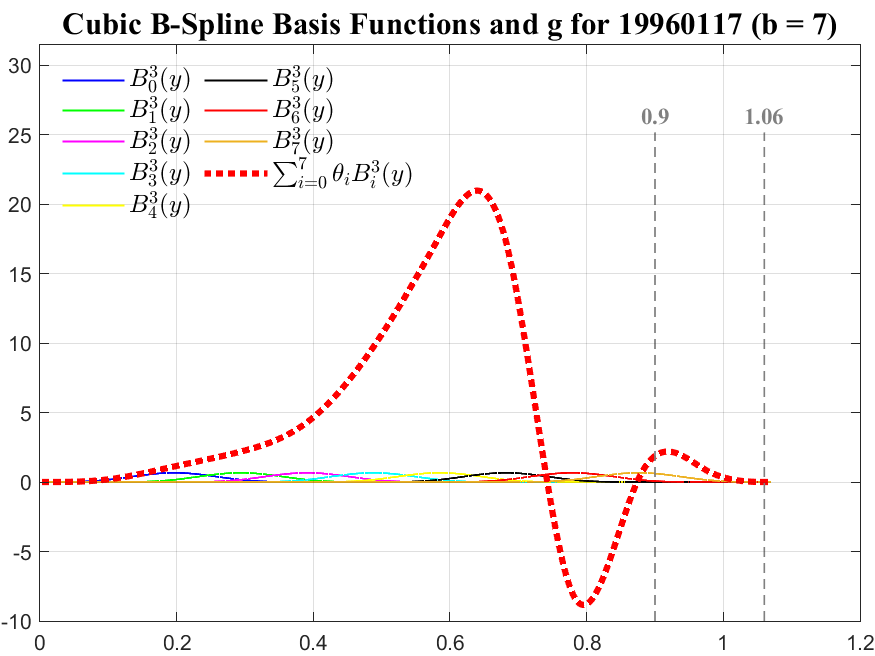 Cubic B-Spline Basis Functions and g for 19960117 (b = 7)
30
25
20
15
10
5
0
-5
-10
B_0^3(y)
B_1^3(y)
B_2^3(y)
B_3^3(y)
B_4^3(y)
B_5^3(y)
B_6^3(y)
B_7^3(y)
∑_{i=0}^7 θ_i B_i^3(y)
0.9
1.06
0 0.2 0.4 0.6 0.8 1 1.2